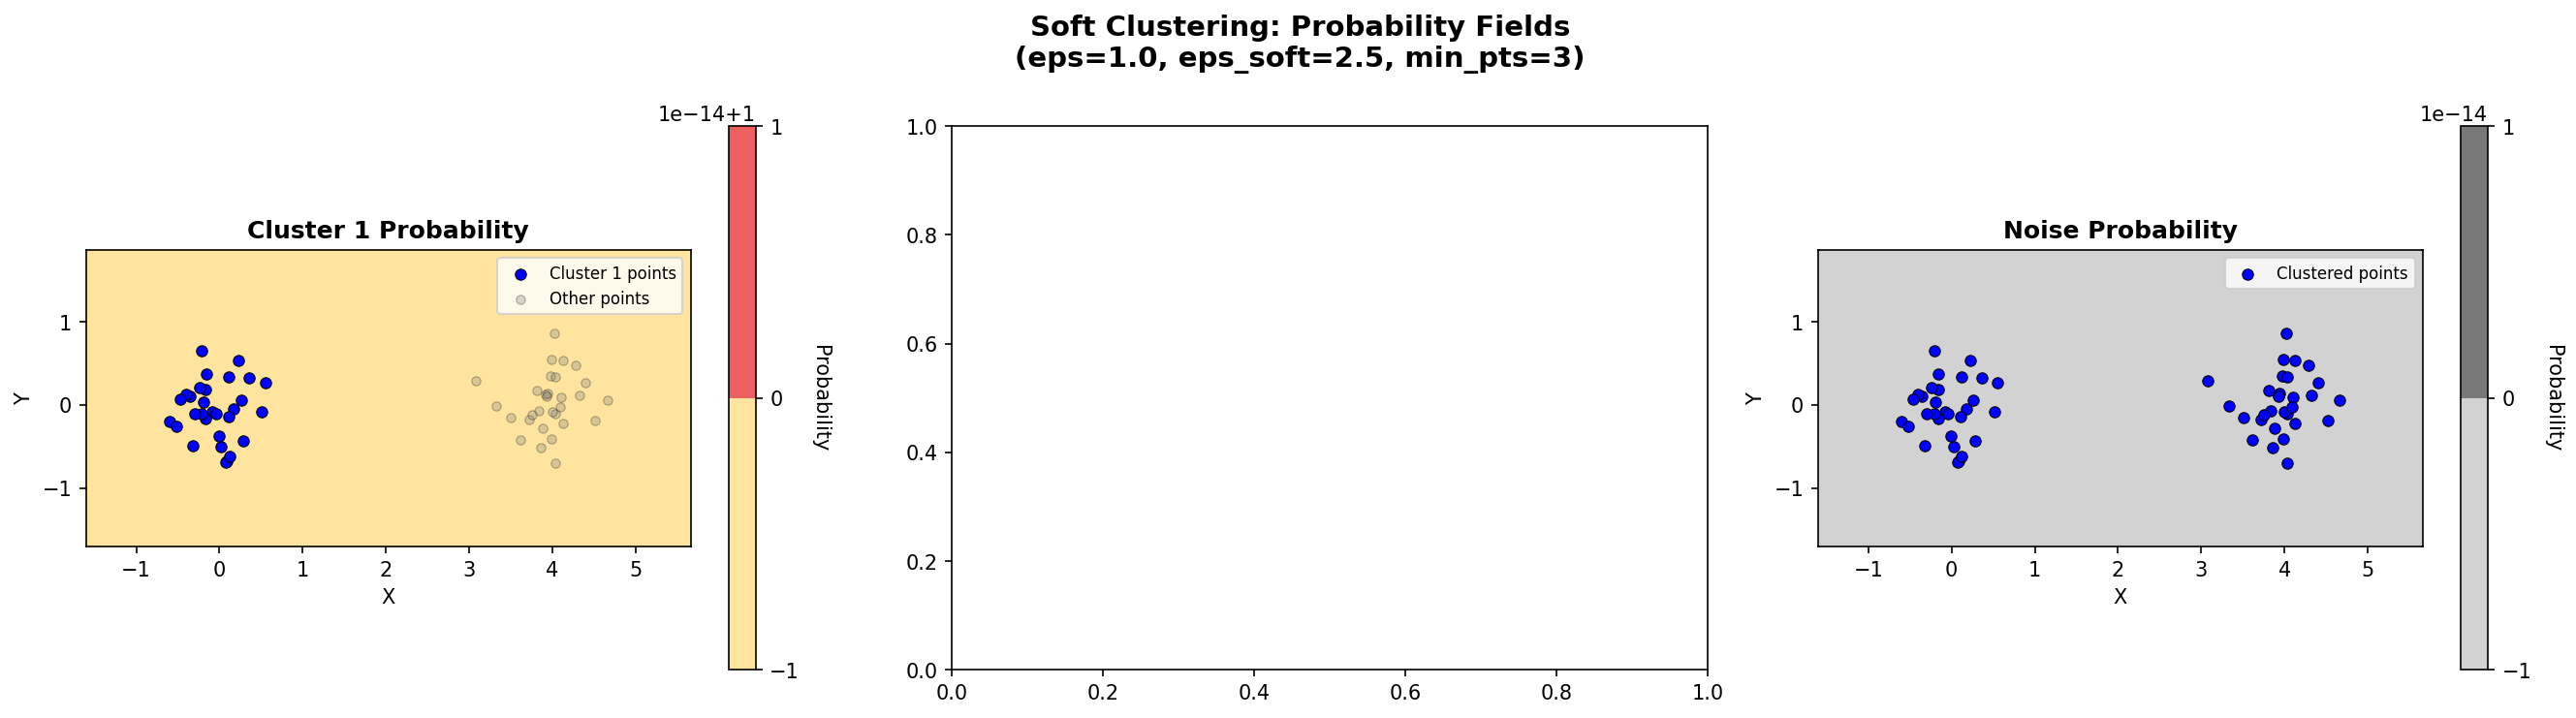 Soft Clustering: Probability Fields
(eps=1.0, eps_soft=2.5, min_pts=3)
Cluster 1 Probability
Cluster 1 points
Other points
1
0
−1
Y
−1 0 1 2 3 4 5
X
1e−14+1
1
0
−1
Probability
1.0
0.8
0.6
0.4
0.2
0.0
0.0 0.2 0.4 0.6 0.8 1.0
Noise Probability
Clustered points
1
0
−1
Y
−1 0 1 2 3 4 5
X
1e−14
1
0
−1
Probability